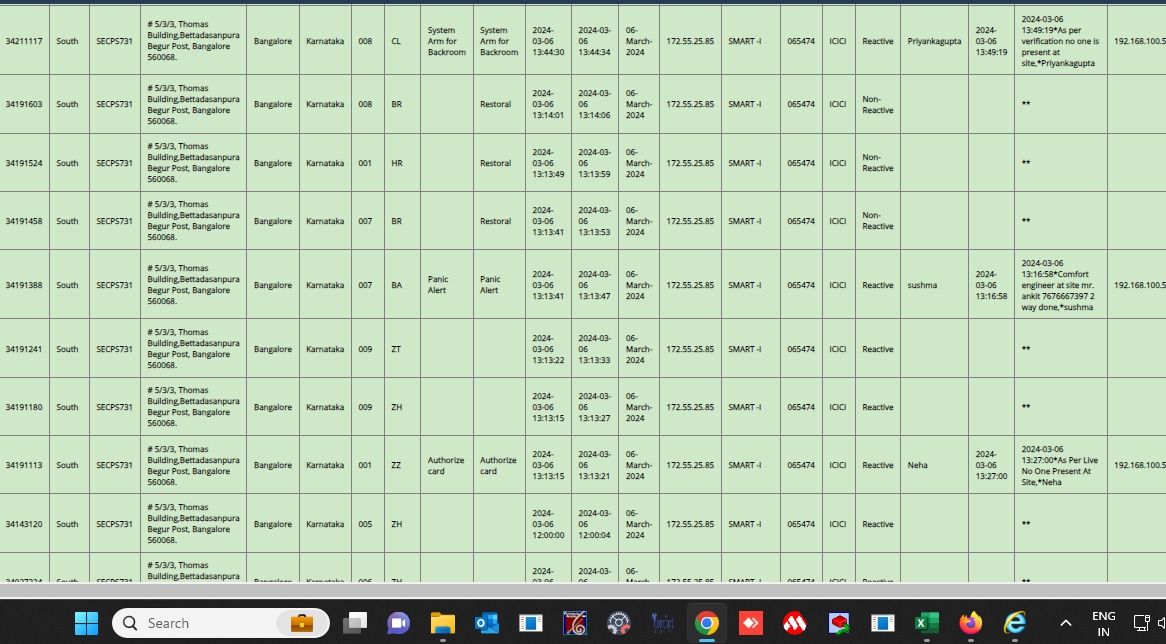 34211117 South SECPS731 # 5/3/3, Thomas Building,Bettadasanpura Begur Post, Bangalore 560068. Bangalore Karnataka 008 CL System Arm for Backroom System Arm for Backroom 2024-03-06 13:44:30 2024-03-06 13:44:34 06-March-2024 172.55.25.85 SMART -I 065474 ICICI Reactive Priyankagupta 2024-03-06 13:49:19 2024-03-06 13:49:19*As per verification no one is present at site,*Priyankagupta 192.168.100.5
34191603 South SECPS731 # 5/3/3, Thomas Building,Bettadasanpura Begur Post, Bangalore 560068. Bangalore Karnataka 008 BR Restoral 2024-03-06 13:14:01 2024-03-06 13:14:06 06-March-2024 172.55.25.85 SMART -I 065474 ICICI Non-Reactive **
34191524 South SECPS731 # 5/3/3, Thomas Building,Bettadasanpura Begur Post, Bangalore 560068. Bangalore Karnataka 001 HR Restoral 2024-03-06 13:13:49 2024-03-06 13:13:59 06-March-2024 172.55.25.85 SMART -I 065474 ICICI Non-Reactive **
34191458 South SECPS731 # 5/3/3, Thomas Building,Bettadasanpura Begur Post, Bangalore 560068. Bangalore Karnataka 007 BR Restoral 2024-03-06 13:13:41 2024-03-06 13:13:53 06-March-2024 172.55.25.85 SMART -I 065474 ICICI Non-Reactive **
34191388 South SECPS731 # 5/3/3, Thomas Building,Bettadasanpura Begur Post, Bangalore 560068. Bangalore Karnataka 007 BA Panic Alert Panic Alert 2024-03-06 13:13:41 2024-03-06 13:13:47 06-March-2024 172.55.25.85 SMART -I 065474 ICICI Reactive sushma 2024-03-06 13:16:58 2024-03-06 13:16:58*Comfort engineer at site mr. ankit 7676667397 2 way done,*sushma 192.168.100.5
34191241 South SECPS731 # 5/3/3, Thomas Building,Bettadasanpura Begur Post, Bangalore 560068. Bangalore Karnataka 009 ZT 2024-03-06 13:13:22 2024-03-06 13:13:33 06-March-2024 172.55.25.85 SMART -I 065474 ICICI Reactive **
34191180 South SECPS731 # 5/3/3, Thomas Building,Bettadasanpura Begur Post, Bangalore 560068. Bangalore Karnataka 009 ZH 2024-03-06 13:13:15 2024-03-06 13:13:27 06-March-2024 172.55.25.85 SMART -I 065474 ICICI Reactive **
34191113 South SECPS731 # 5/3/3, Thomas Building,Bettadasanpura Begur Post, Bangalore 560068. Bangalore Karnataka 001 ZZ Authorize card Authorize card 2024-03-06 13:13:15 2024-03-06 13:13:21 06-March-2024 172.55.25.85 SMART -I 065474 ICICI Reactive Neha 2024-03-06 13:27:00 2024-03-06 13:27:00*As Per Live No One Present At Site,*Neha 192.168.100.5
34143120 South SECPS731 # 5/3/3, Thomas Building,Bettadasanpura Begur Post, Bangalore 560068. Bangalore Karnataka 005 ZH 2024-03-06 12:00:00 2024-03-06 12:00:04 06-March-2024 172.55.25.85 SMART -I 065474 ICICI Reactive **
South SECPS731 # 5/3/3, Thomas Building,Bettadasanpura Bangalore Karnataka 2024- 2024-03- 06-March- 172.55.25.85 SMART -I 065474 ICICI Reactive **
Search
ENG
IN